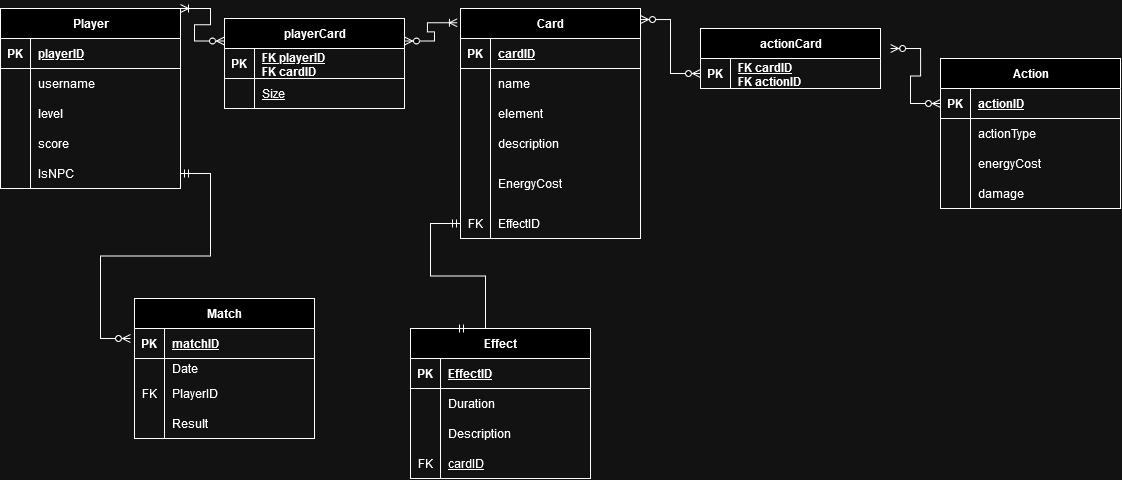 Player
PK playerID
username
level
score
IsNPC
playerCard
PK FK playerID
FK cardID
Size
Card
PK cardID
name
element
description
EnergyCost
FK EffectID
actionCard
PK FK cardID
FK actionID
Action
PK actionID
actionType
energyCost
damage
Match
PK matchID
Date
FK PlayerID
Result
Effect
PK EffectID
Duration
Description
FK cardID